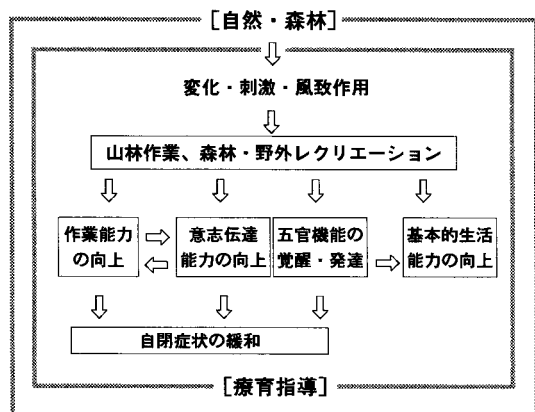 ［自然・森林］
変化・刺激・風致作用
山林作業、森林・野外レクリエーション
作業能力
の向上
意志伝達
能力の向上
五官機能の
覚醒・発達
基本的生活
能力の向上
自閉症状の緩和
［療育指導］